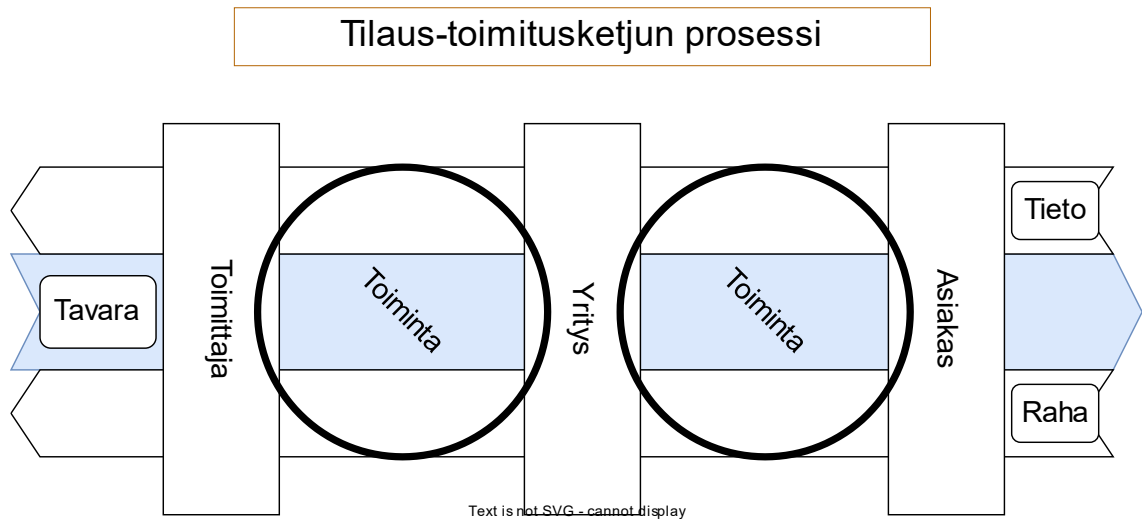 Tilaus-toimitusketjun prosessi
Tieto
Tavara
Toimittaja
Toiminta
Yritys
Toiminta
Asiakas
Raha
Text is not SVG - cannot display